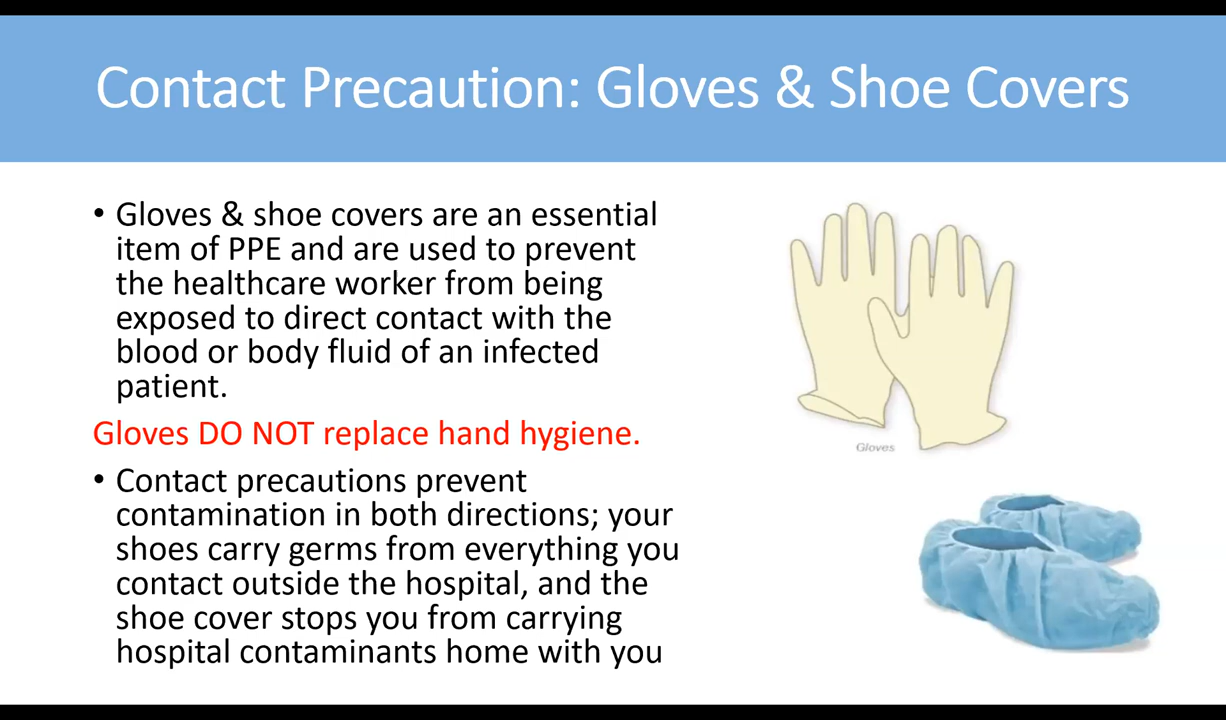 Contact Precaution: Gloves & Shoe Covers
• Gloves & shoe covers are an essential
item of PPE and are used to prevent
the healthcare worker from being
exposed to direct contact with the
blood or body fluid of an infected
patient.
Gloves DO NOT replace hand hygiene.
• Contact precautions prevent
contamination in both directions; your
shoes carry germs from everything you
contact outside the hospital, and the
shoe cover stops you from carrying
hospital contaminants home with you
Gloves